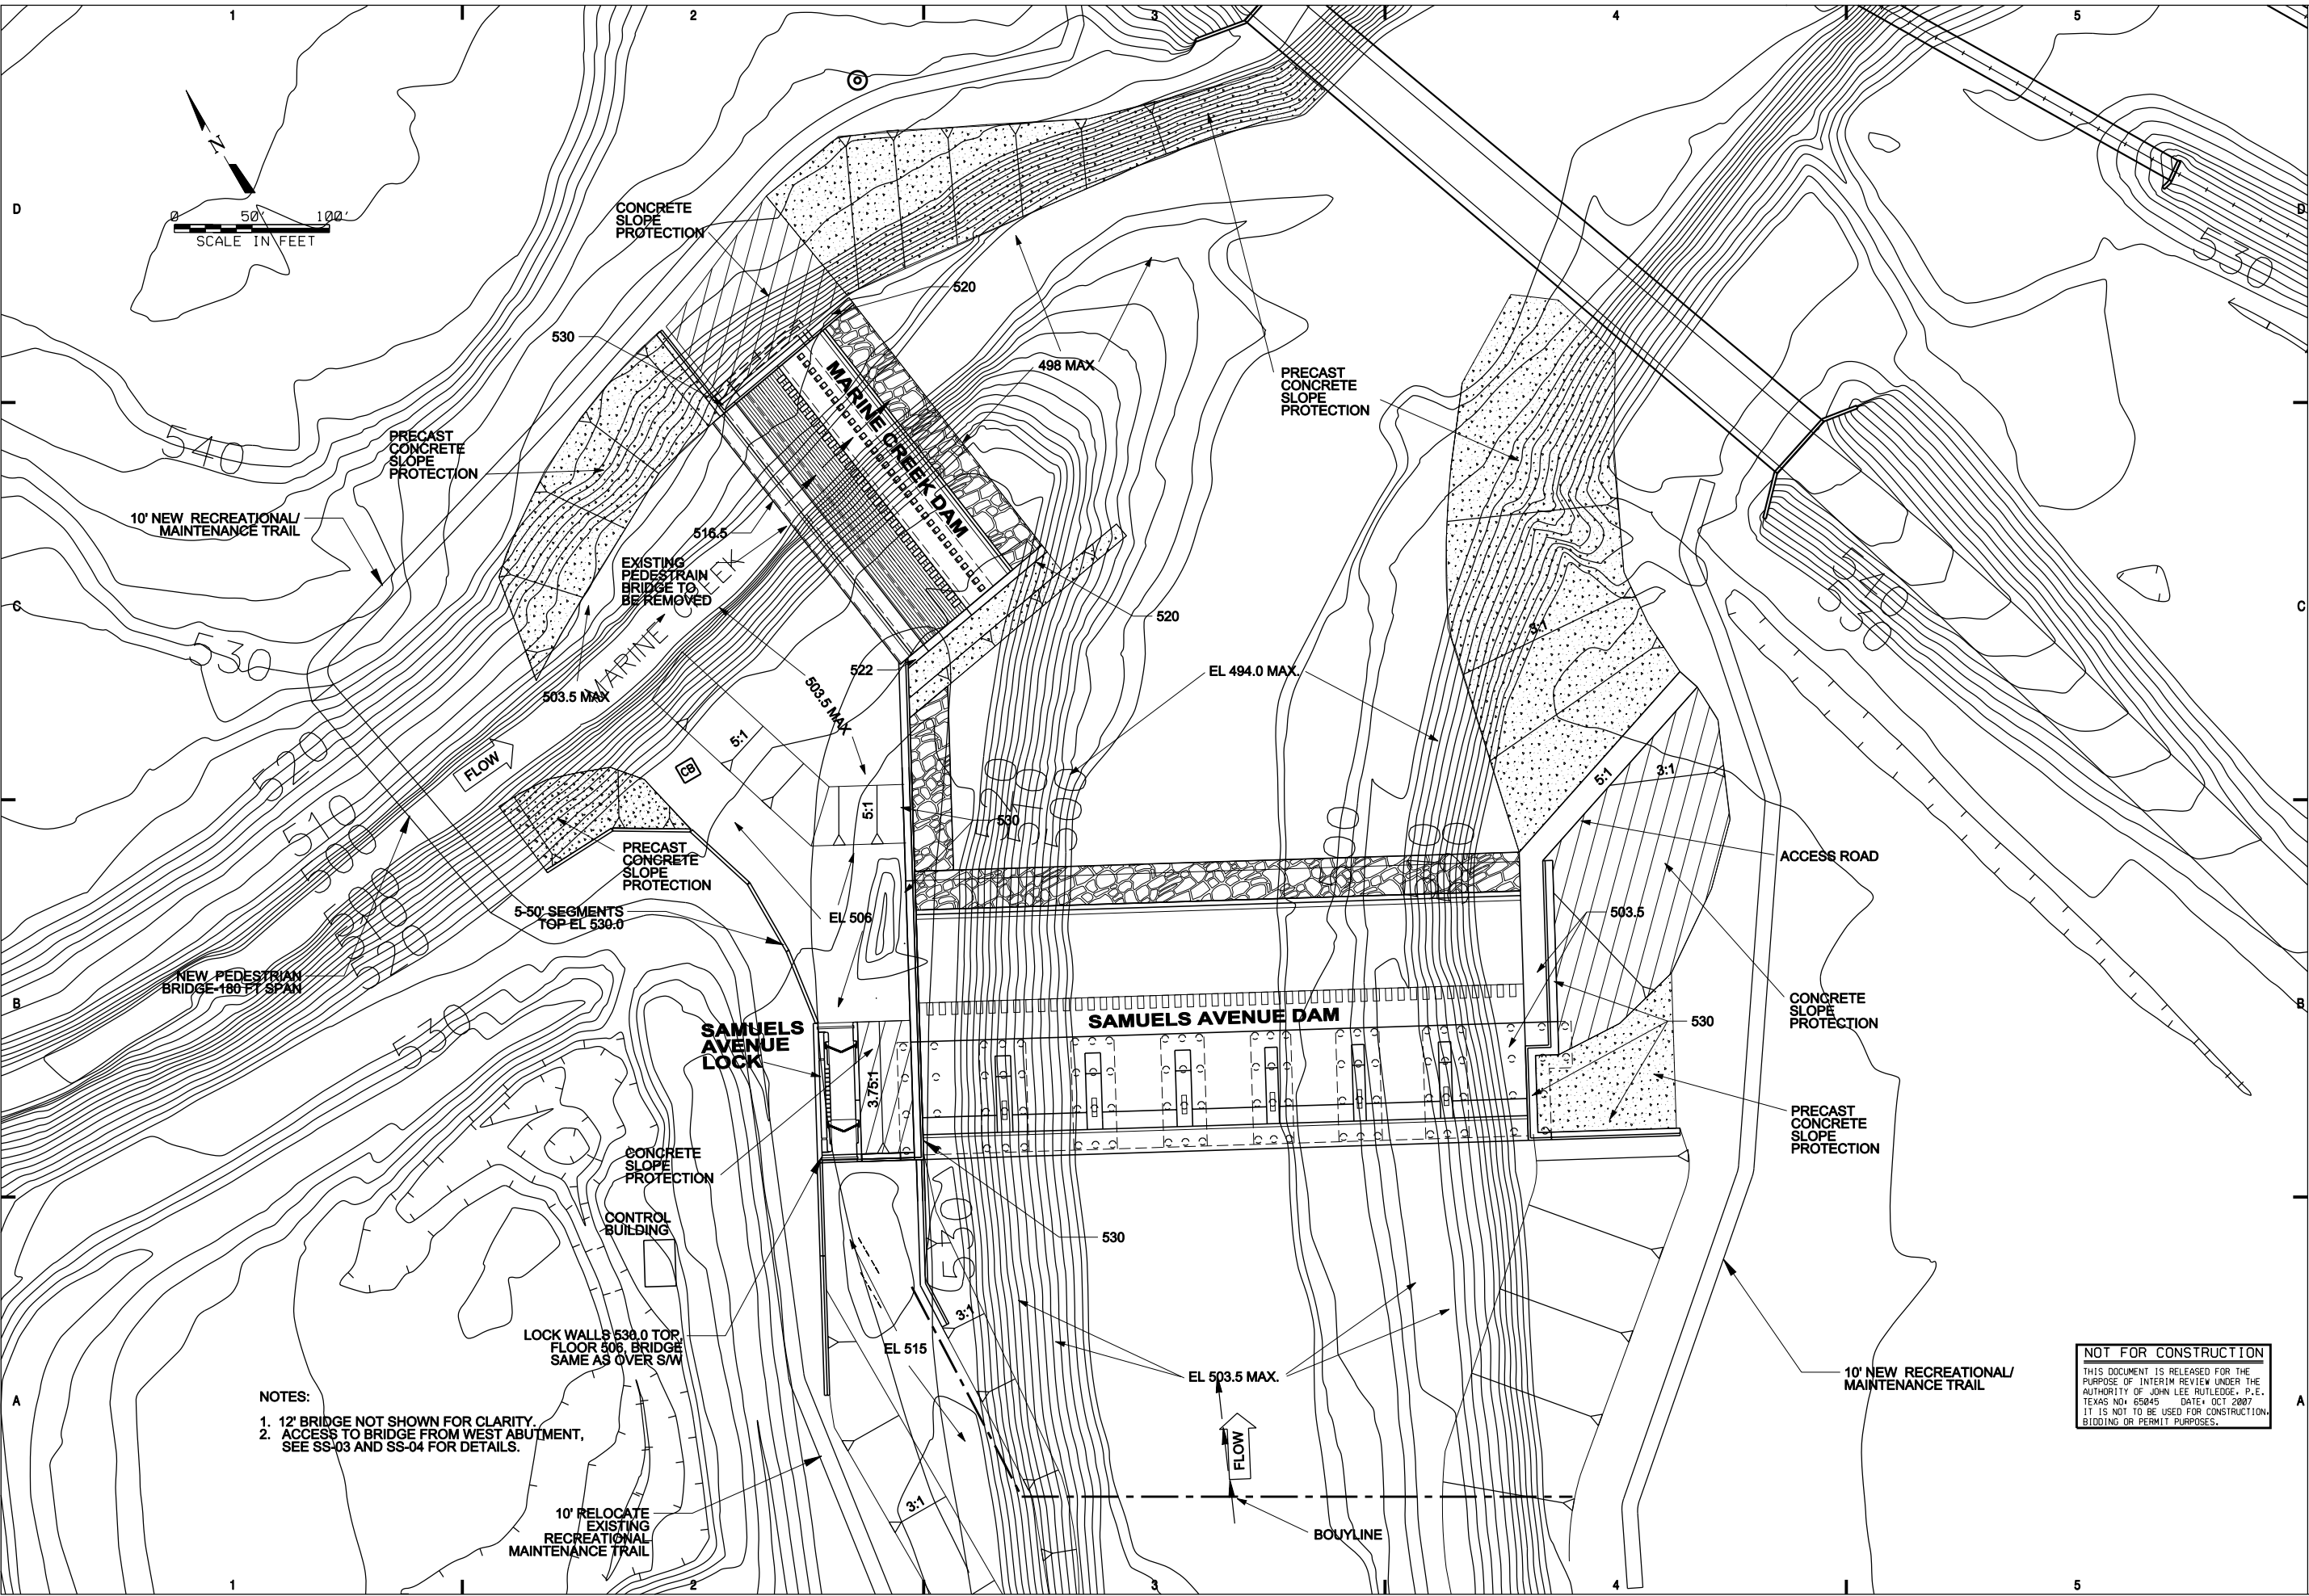 1
2
3
4
5
D
D
N
0 50' 100'
SCALE IN FEET
CONCRETE
SLOPE
PROTECTION
530
520
530
MARINE CREEK DAM
498 MAX
PRECAST
CONCRETE
SLOPE
PROTECTION
540
PRECAST
CONCRETE
SLOPE
PROTECTION
10' NEW RECREATIONAL/
MAINTENANCE TRAIL
516.5
EXISTING
PEDESTRAIN
BRIDGE TO
BE REMOVED
MARINE CREEK
C
C
540
530
530
520
3:1
522
503.5 MAX
503.5 MAX
EL 494.0 MAX.
5:1
CB
FLOW
520
510
500
5:1
530
5:1
3:1
ACCESS ROAD
PRECAST
CONCRETE
SLOPE
PROTECTION
5-50' SEGMENTS
TOP EL 530.0
EL 506
503.5
500
510
520
NEW PEDESTRIAN
BRIDGE-180 FT SPAN
B
B
530
SAMUELS
AVENUE
LOCK
SAMUELS AVENUE DAM
530
CONCRETE
SLOPE
PROTECTION
3.75:1
PRECAST
CONCRETE
SLOPE
PROTECTION
CONCRETE
SLOPE
PROTECTION
CONTROL
BUILDING
530
530
3:1
LOCK WALLS 530.0 TOP,
FLOOR 506, BRIDGE
SAME AS OVER S/W
EL 515
EL 503.5 MAX.
10' NEW RECREATIONAL/
MAINTENANCE TRAIL
NOT FOR CONSTRUCTION
THIS DOCUMENT IS RELEASED FOR THE
PURPOSE OF INTERIM REVIEW UNDER THE
AUTHORITY OF JOHN LEE RUTLEDGE, P.E.
TEXAS NO: 65045 DATE: OCT 2007
IT IS NOT TO BE USED FOR CONSTRUCTION,
BIDDING OR PERMIT PURPOSES.
A
A
NOTES:
1. 12' BRIDGE NOT SHOWN FOR CLARITY.
2. ACCESS TO BRIDGE FROM WEST ABUTMENT,
SEE SS-03 AND SS-04 FOR DETAILS.
FLOW
3:1
10' RELOCATE
EXISTING
RECREATIONAL
MAINTENANCE TRAIL
BOUYLINE
1
2
3
4
5